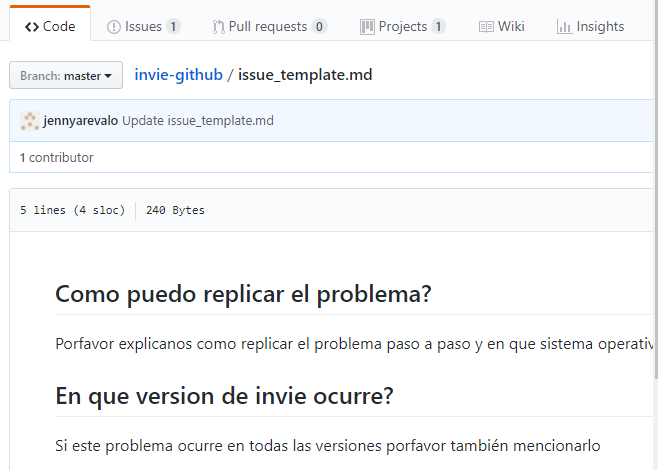 Code Issues 1 Pull requests 0 Projects 1 Wiki Insights
Branch: master invie-github / issue_template.md
jennyarevalo Update issue_template.md
1 contributor
5 lines (4 sloc) 240 Bytes
Como puedo replicar el problema?
Porfavor explicanos como replicar el problema paso a paso y en que sistema operativ
En que version de invie ocurre?
Si este problema ocurre en todas las versiones porfavor también mencionarlo